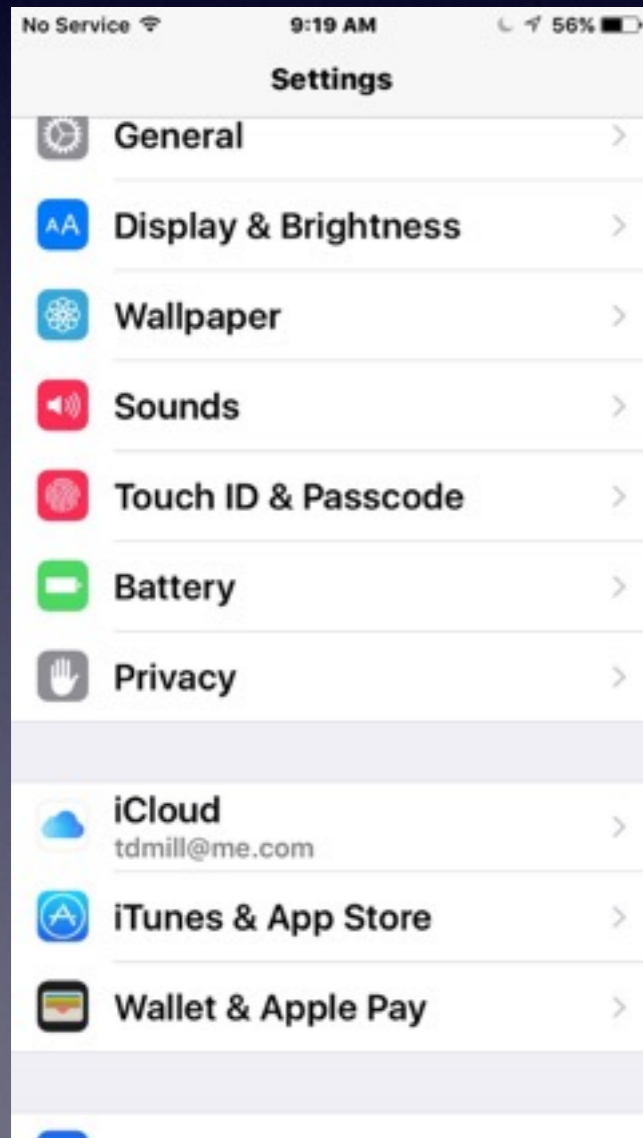 No Service 9:19 AM 56%
Settings
General
AA Display & Brightness
Wallpaper
Sounds
Touch ID & Passcode
Battery
Privacy
iCloud
tdmill@me.com
iTunes & App Store
Wallet & Apple Pay